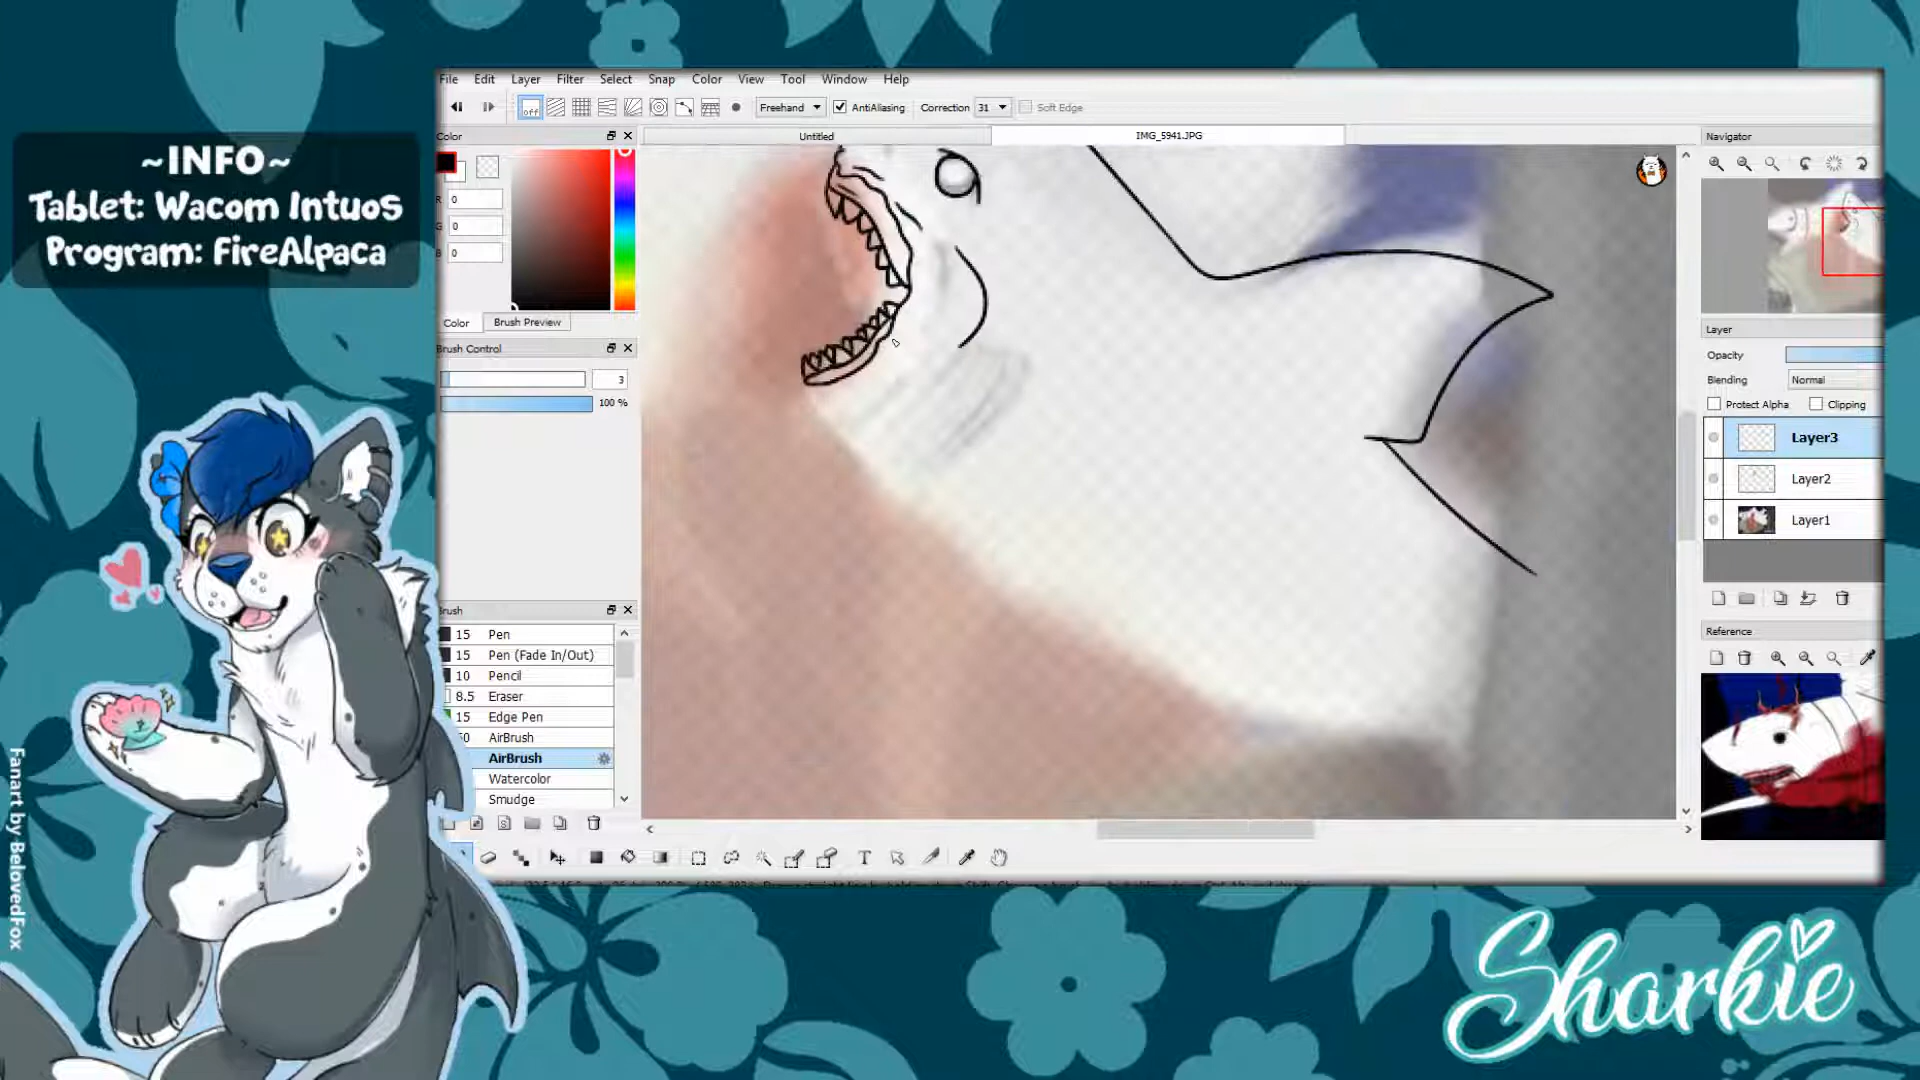 ~INFO~
Tablet: Wacom Intuos
Program: FireAlpaca
Fanart by BelovedFox
File Edit Layer Filter Select Snap Color View Tool Window Help
off Freehand AntiAliasing Correction 31 Soft Edge
Color
Untitled
IMG_5941.JPG
Navigator
R 0
G 0
B 0
Color Brush Preview
Brush Control
3
100 %
Brush
15 Pen
15 Pen (Fade In/Out)
10 Pencil
8.5 Eraser
15 Edge Pen
AirBrush
AirBrush
Watercolor
Smudge
Layer
Opacity
Blending Normal
Protect Alpha Clipping
Layer3
Layer2
Layer1
Reference
T
Sharkie